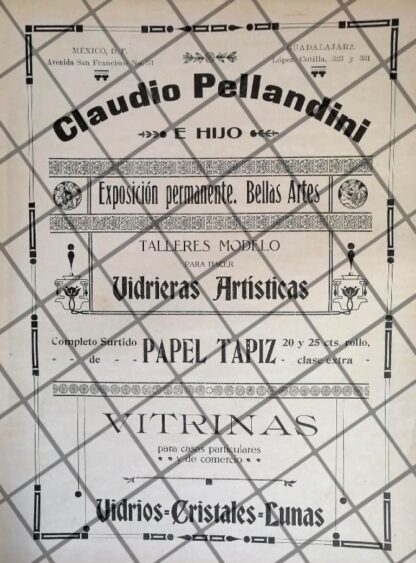 MEXICO, D. F.
Avenida San Francisco No.
GUADALAJARA
López Cotilla, 323 y 331
Claudio Pellandini
E HIJO
Exposición permanente. Bellas Artes
TALLERES MODELO
PARA HACER
Vidrieras Artísticas
Completo Surtido
- de - - -
PAPEL TAPIZ
20 y 25 cts. rollo,
- clase extra -
VITRINAS
para casas particulares
y de comercio
Vidrios=Cristales=Lunas